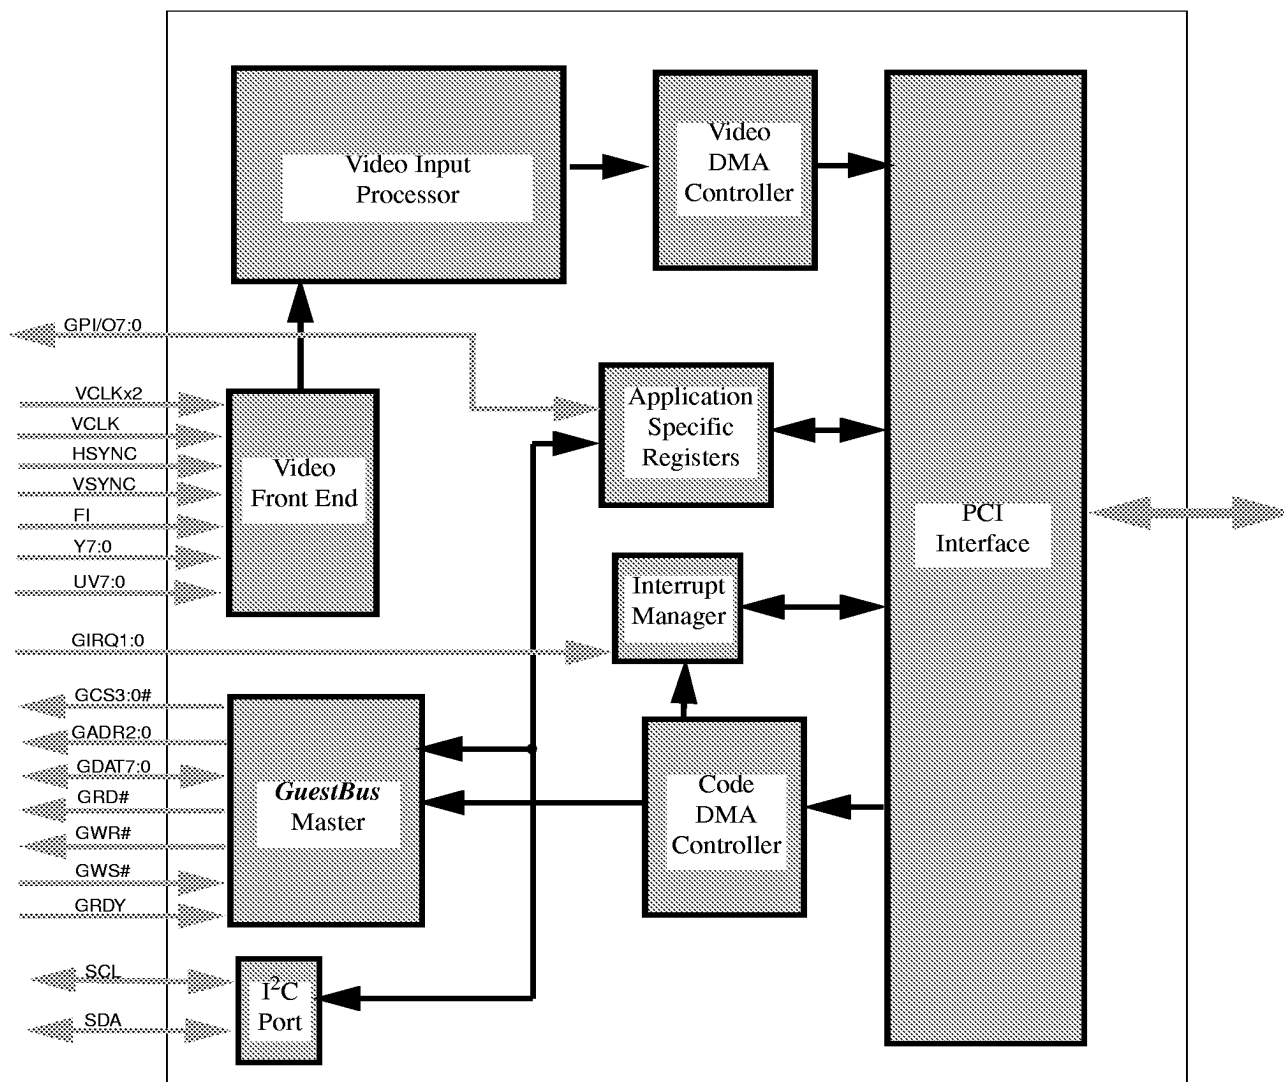 Video Input
Processor
Video
DMA
Controller
GPI/O7:0
VCLKx2
VCLK
HSYNC
VSYNC
FI
Y7:0
UV7:0
Video
Front End
Application
Specific
Registers
PCI
Interface
Interrupt
Manager
GIRQ1:0
GCS3:0#
GADR2:0
GDAT7:0
GRD#
GWR#
GWS#
GRDY
GuestBus
Master
Code
DMA
Controller
SCL
SDA
I²C
Port